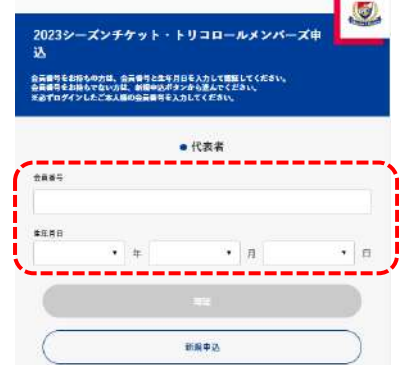 2023シーズンチケット・トリコロールメンバーズ申
込
会員番号をお持ちの方は、会員番号と生年月日を入力して認証してください。
会員番号をお持ちでない方は、新規申込ボタンから進んでください。
※必ずログインしたご本人様の会員番号を入力してください。
代表者
会員番号
生年月日
年 月 日
認証
新規申込